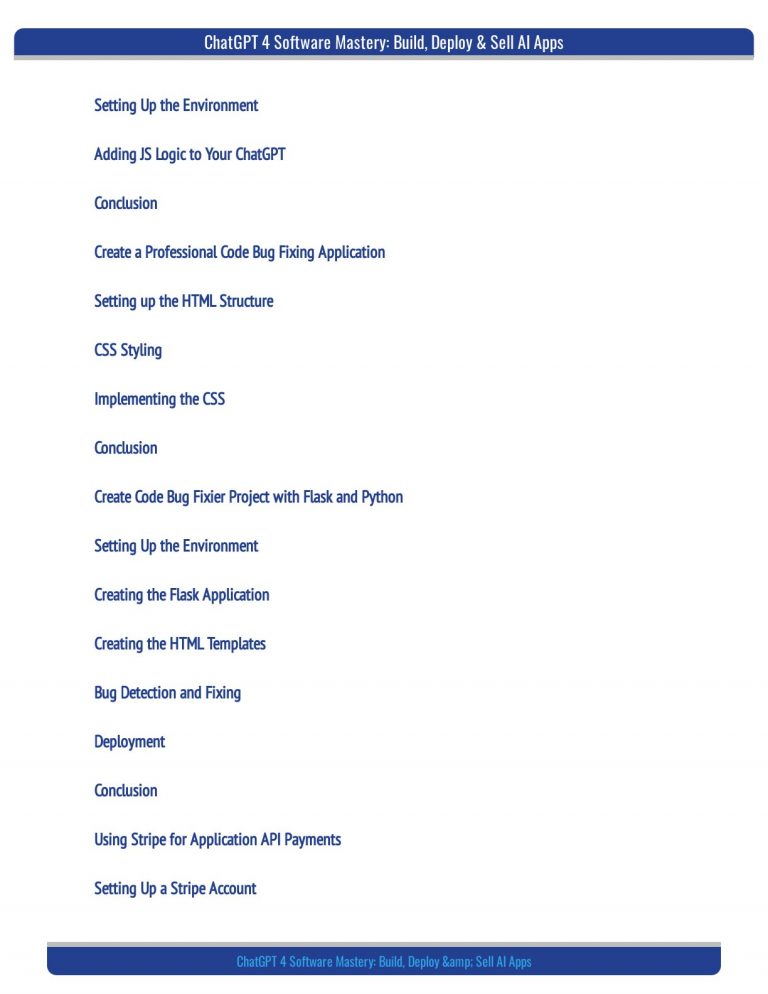 ChatGPT 4 Software Mastery: Build, Deploy & Sell AI Apps
Setting Up the Environment
Adding JS Logic to Your ChatGPT
Conclusion
Create a Professional Code Bug Fixing Application
Setting up the HTML Structure
CSS Styling
Implementing the CSS
Conclusion
Create Code Bug Fixier Project with Flask and Python
Setting Up the Environment
Creating the Flask Application
Creating the HTML Templates
Bug Detection and Fixing
Deployment
Conclusion
Using Stripe for Application API Payments
Setting Up a Stripe Account
ChatGPT 4 Software Mastery: Build, Deploy &amp; Sell AI Apps